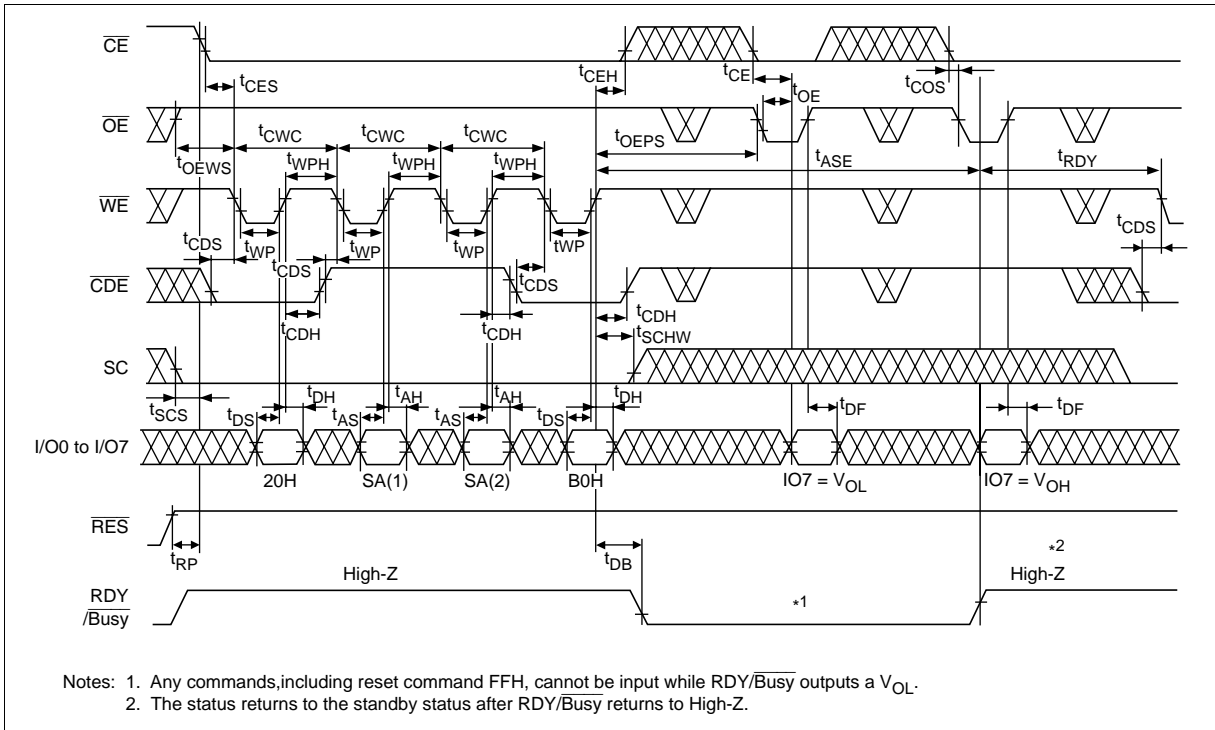 CE
tCEH
tCE
tCES
tOE
tCOS
OE
tCWC tCWC tCWC
tOEPS
tOEWS
tWPH tWPH tWPH
tASE
tRDY
WE
tCDS
tWP tWP tWP tWP
tCDS
tCDS
tCDS
CDE
tCDH
tCDH
tCDH
tSCHW
SC
tSCS
tDS tDH tAS tAH tAS tAH tDS tDH
tDF tDF
I/O0 to I/O7
20H SA(1) SA(2) B0H IO7 = VOL IO7 = VOH
RES
tRP
tDB
*2
High-Z High-Z
RDY
/Busy
*1
Notes: 1. Any commands,including reset command FFH, cannot be input while RDY/Busy outputs a VOL.
2. The status returns to the standby status after RDY/Busy returns to High-Z.